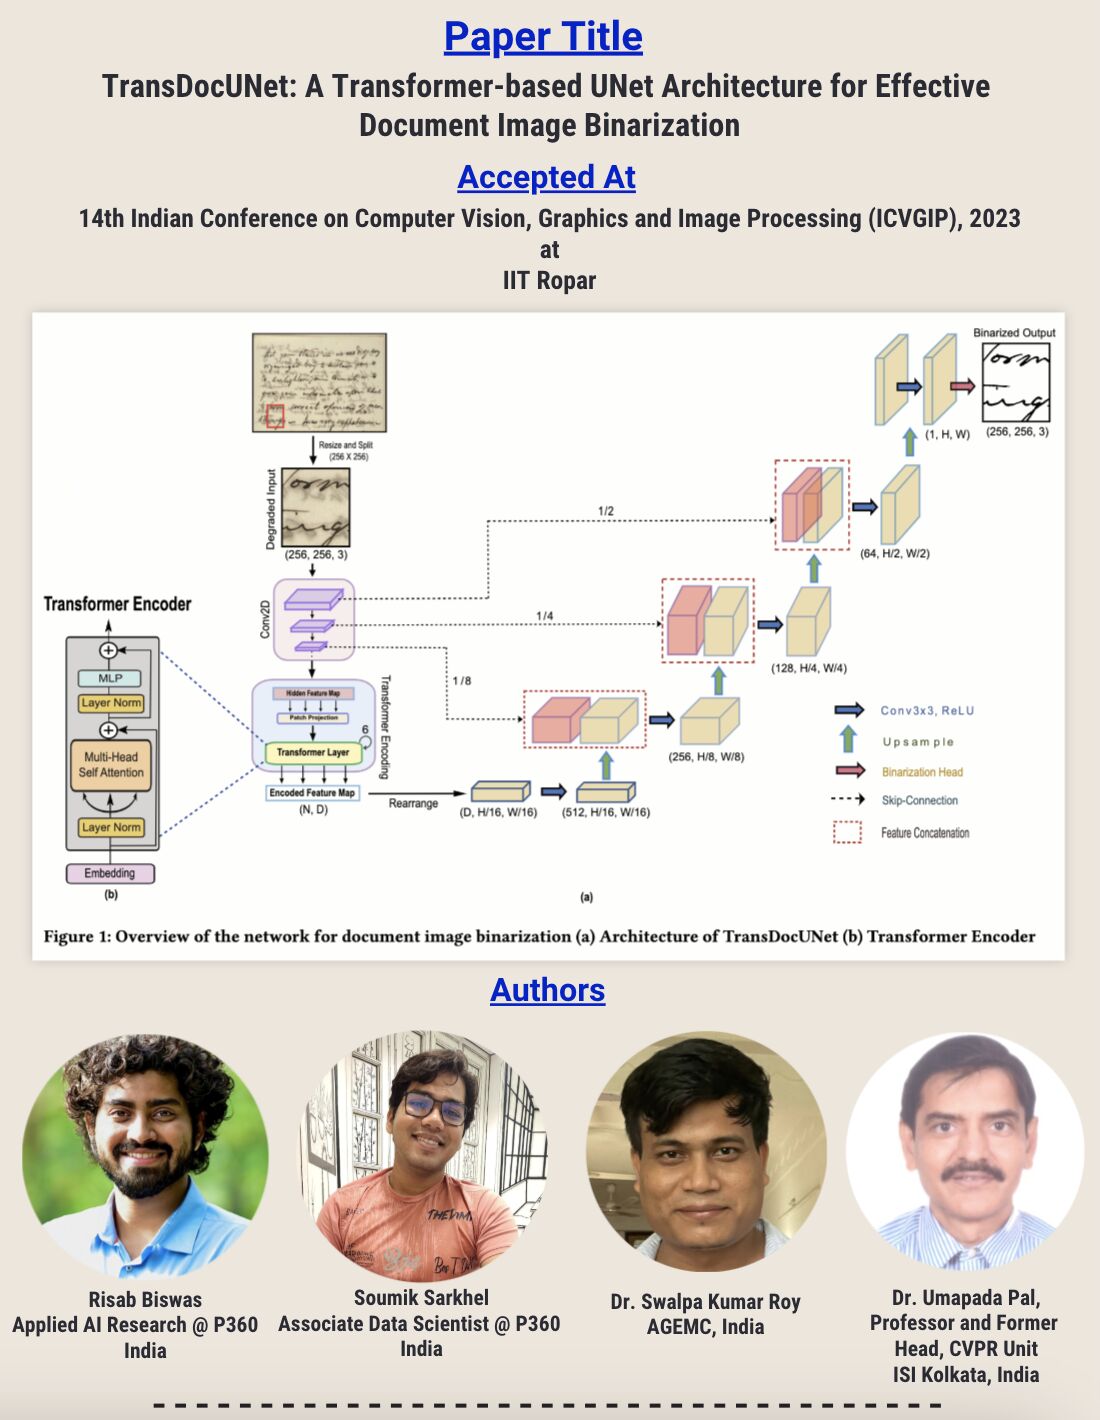 Paper Title
TransDocUNet: A Transformer-based UNet Architecture for Effective
Document Image Binarization
Accepted At
14th Indian Conference on Computer Vision, Graphics and Image Processing (ICVGIP), 2023
at
IIT Ropar
Resize and Split
(256 X 256)
Degraded Input
(256, 256, 3)
Conv2D
Hidden Feature Map
Patch Projection
Transformer Layer
6
Transformer Encoding
Encoded Feature Map
(N, D)
Rearrange
Transformer Encoder
MLP
Layer Norm
Multi-Head
Self Attention
Layer Norm
Embedding
(b)
1/2
1/4
1/8
(D, H/16, W/16)
(512, H/16, W/16)
(256, H/8, W/8)
(128, H/4, W/4)
(64, H/2, W/2)
(1, H, W)
Binarized Output
(256, 256, 3)
Conv3x3, ReLU
Upsample
Binarization Head
Skip-Connection
Feature Concatenation
(a)
Figure 1: Overview of the network for document image binarization (a) Architecture of TransDocUNet (b) Transformer Encoder
Authors
Risab Biswas
Applied AI Research @ P360
India
Soumik Sarkhel
Associate Data Scientist @ P360
India
Dr. Swalpa Kumar Roy
AGEMC, India
Dr. Umapada Pal,
Professor and Former
Head, CVPR Unit
ISI Kolkata, India